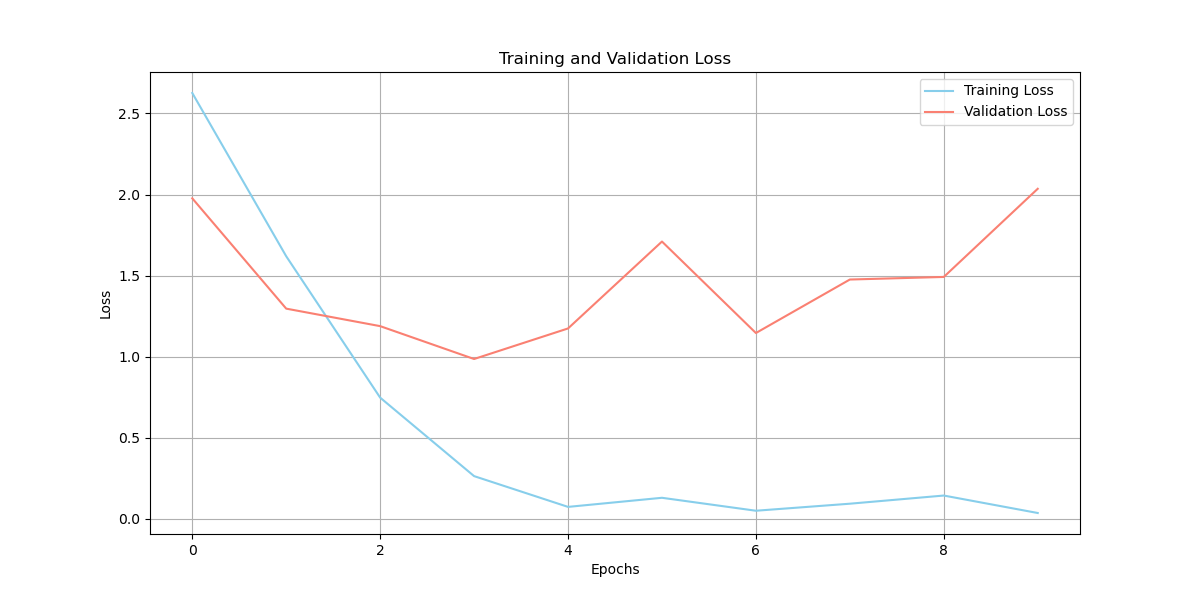 Training and Validation Loss
Training Loss
Validation Loss
2.5
2.0
1.5
1.0
0.5
0.0
Loss
0 2 4 6 8
Epochs